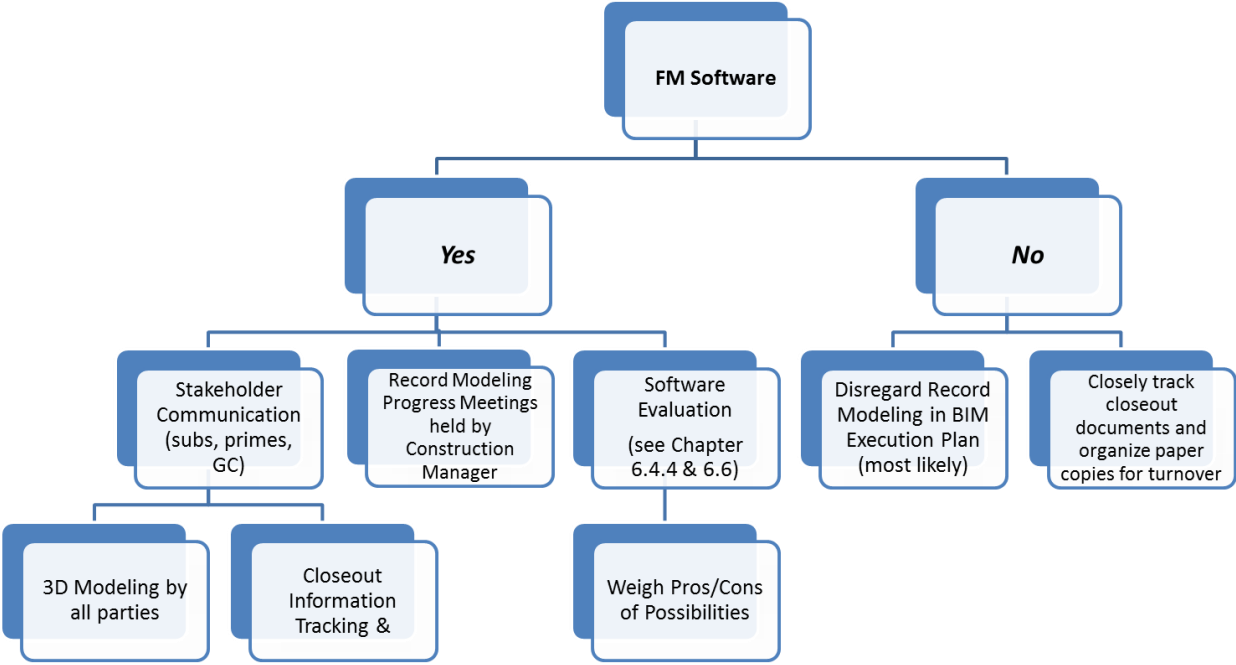 FM Software
Yes
No
Stakeholder
Communication
(subs, primes,
GC)
Record Modeling
Progress Meetings
held by
Construction
Manager
Software
Evaluation
(see Chapter
6.4.4 & 6.6)
Disregard Record
Modeling in BIM
Execution Plan
(most likely)
Closely track
closeout
documents and
organize paper
copies for turnover
3D Modeling by
all parties
Closeout
Information
Tracking &
Weigh Pros/Cons
of Possibilities